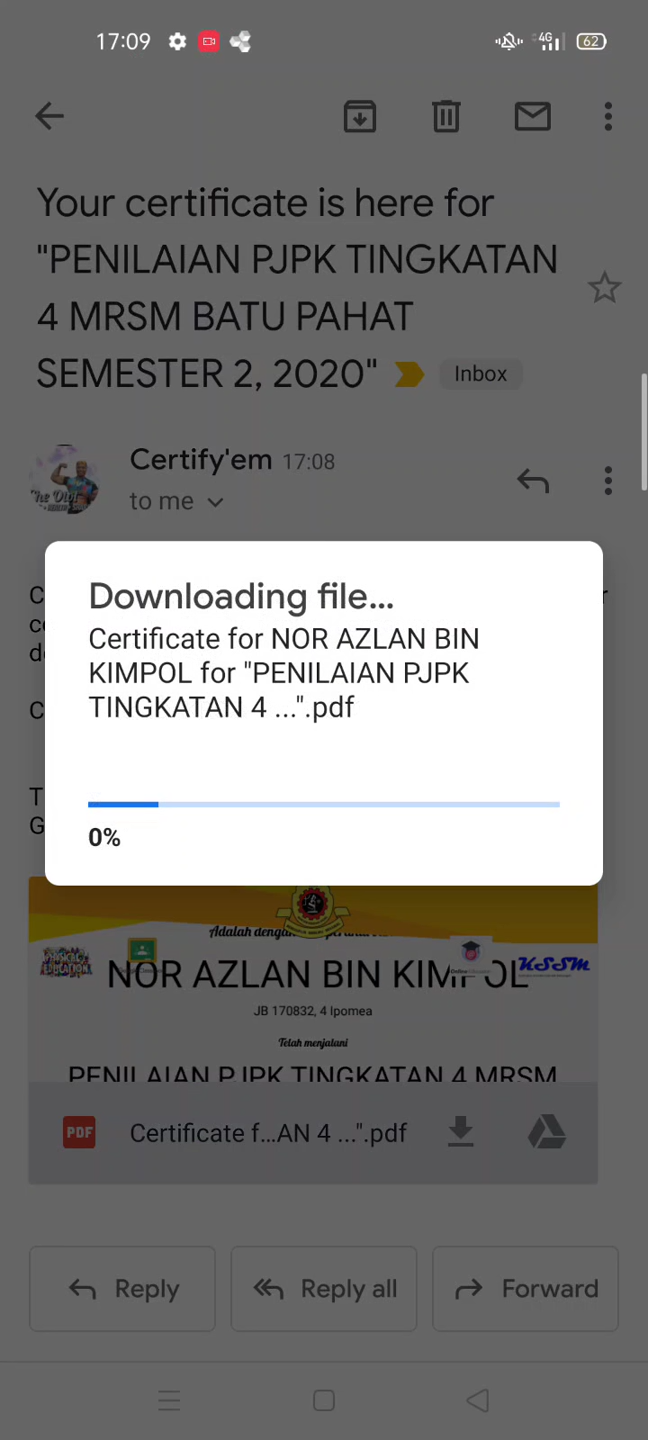 17:09
4G
62
Your certificate is here for
"PENILAIAN PJPK TINGKATAN
4 MRSM BATU PAHAT
SEMESTER 2, 2020"
Inbox
Certify'em 17:08
to me
Downloading file...
Certificate for NOR AZLAN BIN
KIMPOL for "PENILAIAN PJPK
TINGKATAN 4 ...".pdf
0%
Adalah
NOR AZLAN BIN KIMPOL
KSSM
JB 170832, 4 Ipomea
Telah menjalani
PENILAIAN PJPK TINGKATAN 4 MRSM
PDF
Certificate f...AN 4 ...".pdf
Reply
Reply all
Forward